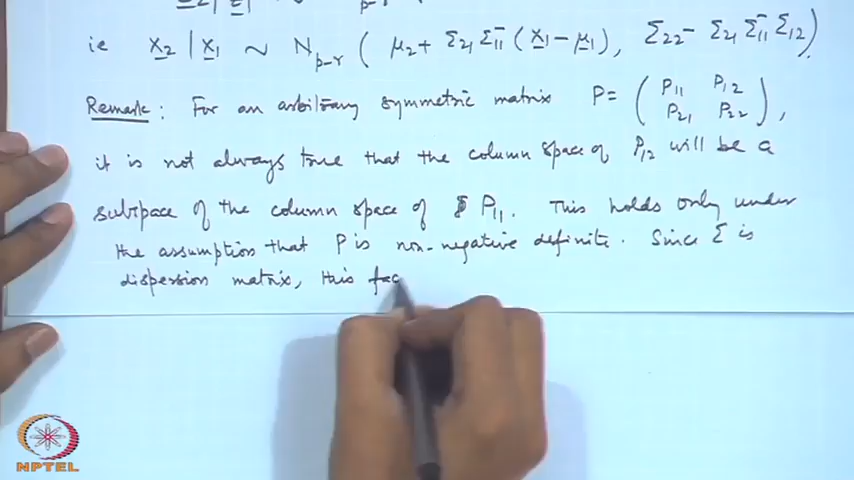 ie X2 | X1 ~ N_{p-r} ( μ2 + Σ21 Σ11^- (X1 - μ1), Σ22 - Σ21 Σ11^- Σ12 ).
Remark : For an arbitrary symmetric matrix P = ( P11 P12
P21 P22 ) ,
it is not always true that the column space of P12 will be a
subspace of the column space of P11. This holds only under
the assumption that P is non-negative definite. Since Σ is
dispersion matrix, this fac
NPTEL